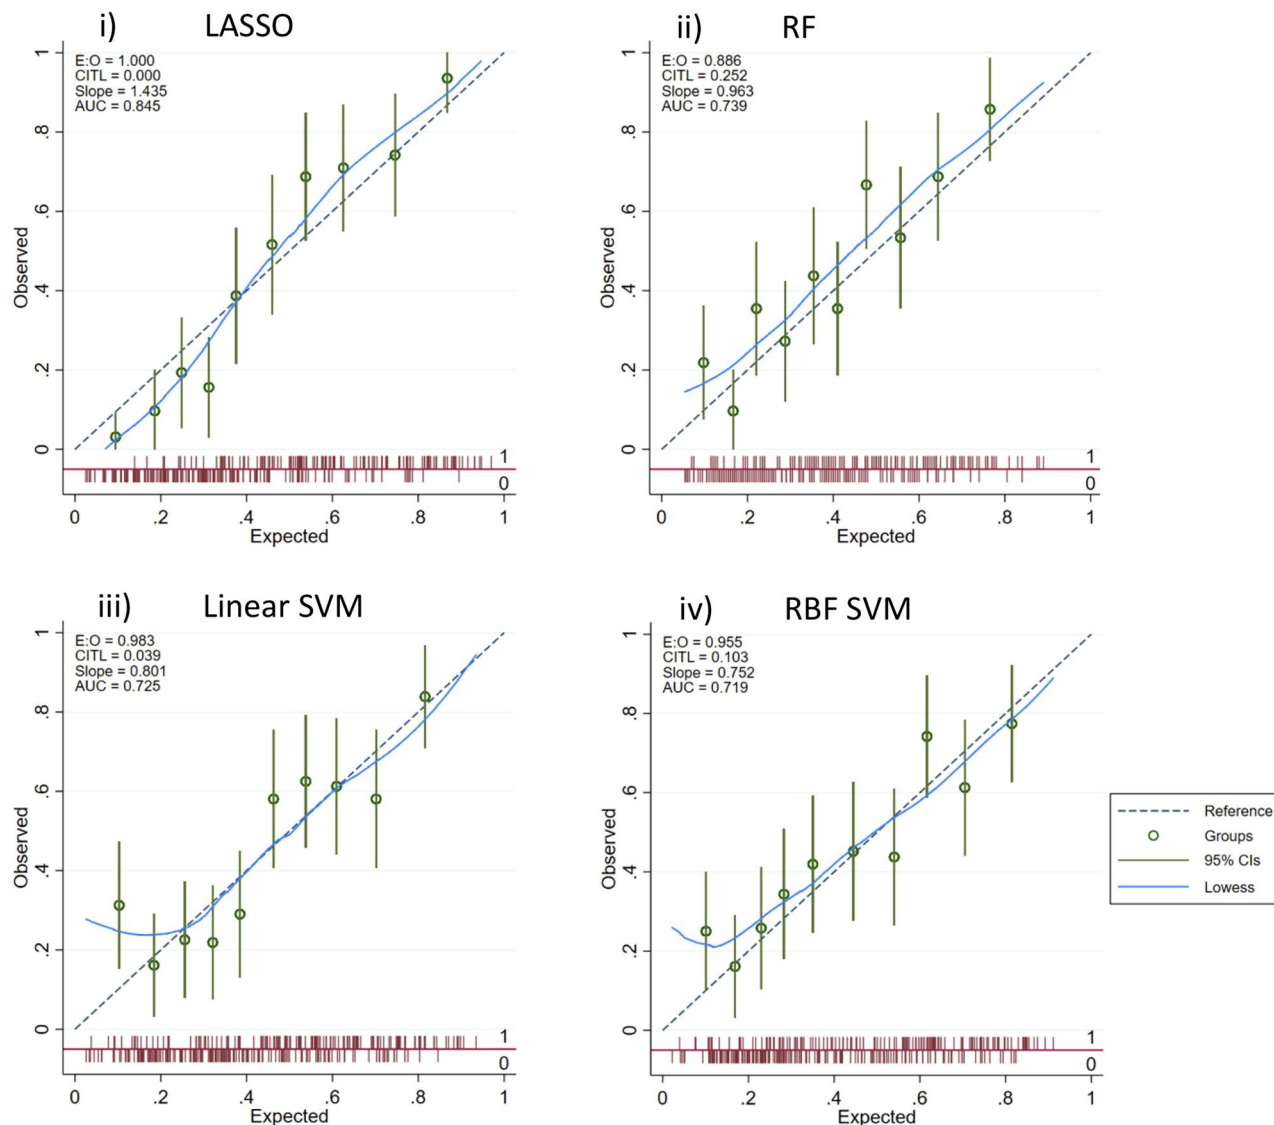 i) LASSO
E:O = 1.000
CITL = 0.000
Slope = 1.435
AUC = 0.845
Observed
1
.8
.6
.4
.2
0
1
0
0 .2 .4 .6 .8 1
Expected
ii) RF
E:O = 0.886
CITL = 0.252
Slope = 0.963
AUC = 0.739
Observed
1
.8
.6
.4
.2
0
1
0
0 .2 .4 .6 .8 1
Expected
iii) Linear SVM
E:O = 0.983
CITL = 0.039
Slope = 0.801
AUC = 0.725
Observed
1
.8
.6
.4
.2
0
1
0
0 .2 .4 .6 .8 1
Expected
iv) RBF SVM
E:O = 0.955
CITL = 0.103
Slope = 0.752
AUC = 0.719
Observed
1
.8
.6
.4
.2
0
1
0
0 .2 .4 .6 .8 1
Expected
Reference
Groups
95% CIs
Lowess